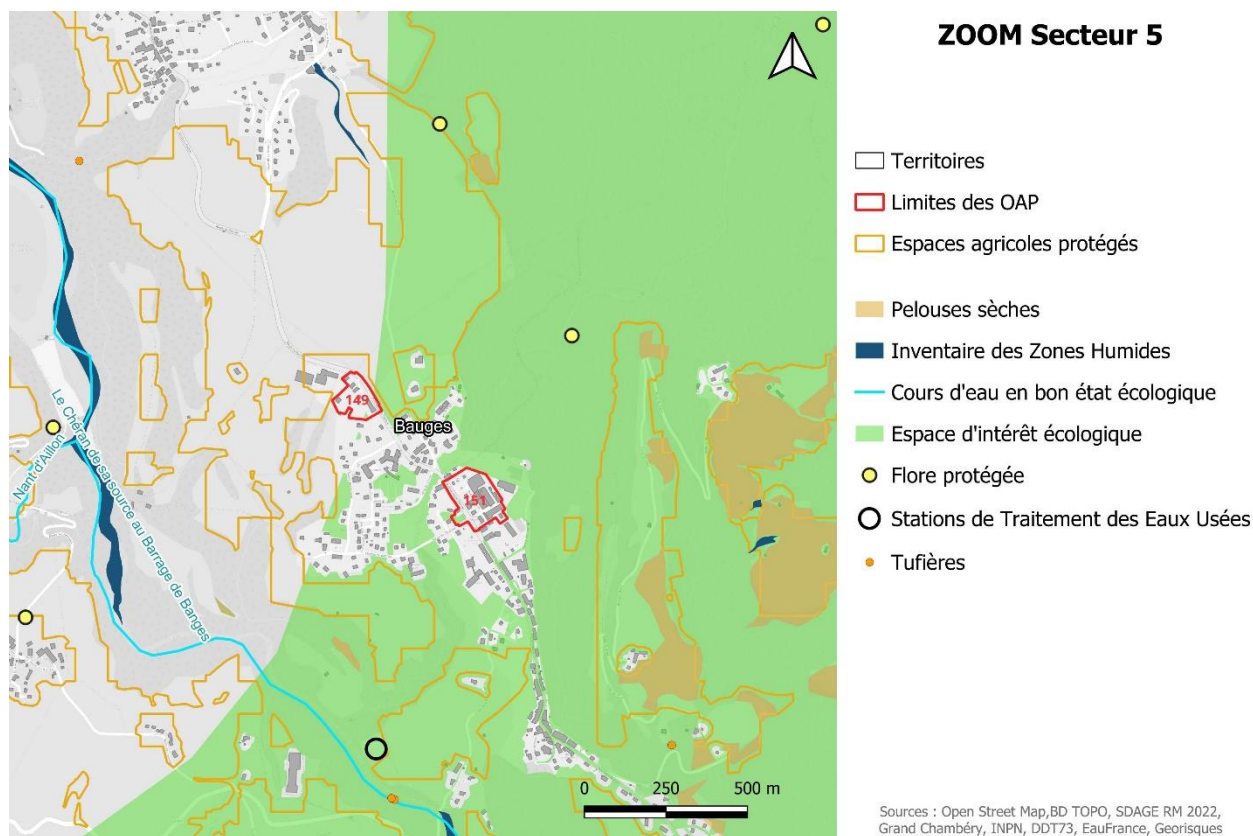 ZOOM Secteur 5
Territoires
Limites des OAP
Espaces agricoles protégés
Pelouses sèches
Inventaire des Zones Humides
Cours d'eau en bon état écologique
Espace d'intérêt écologique
Flore protégée
Stations de Traitement des Eaux Usées
Tufières
149
Bauges
151
Nant d'Aillon
Le Chéran de sa source au Barrage de Banges
0 250 500 m
Sources : Open Street Map,BD TOPO, SDAGE RM 2022,
Grand Chambéry, INPN, DDT73, EauFrance, Georisques